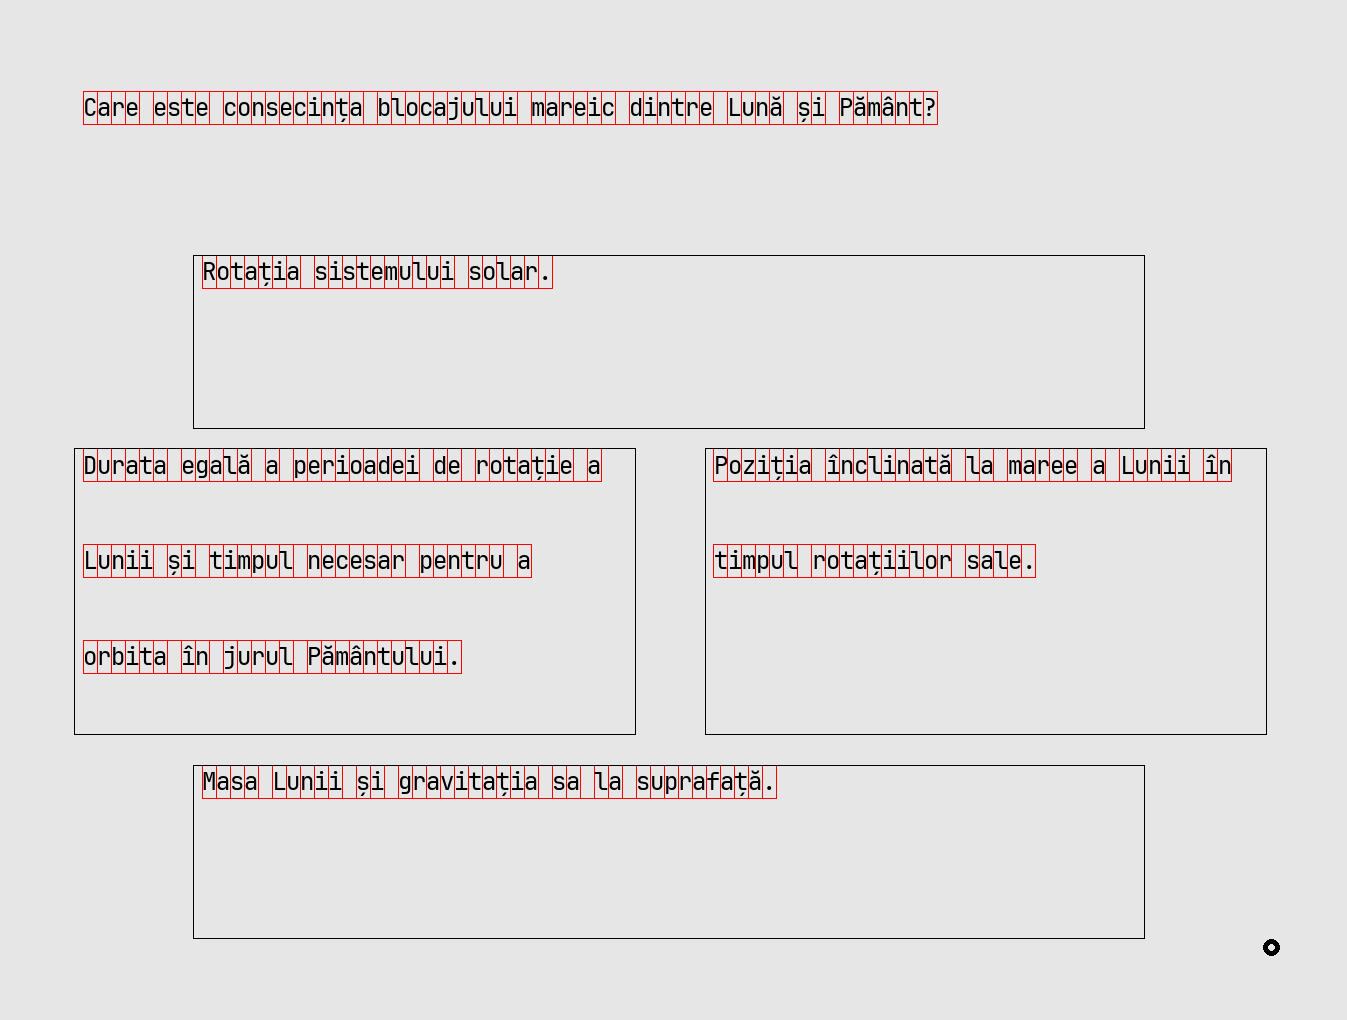 Care este consecința blocajului mareic dintre Lună și Pământ?
Rotația sistemului solar.
Durata egală a perioadei de rotație a
Lunii și timpul necesar pentru a
orbita în jurul Pământului.
Poziția înclinată la maree a Lunii în
timpul rotațiilor sale.
Masa Lunii și gravitația sa la suprafață.